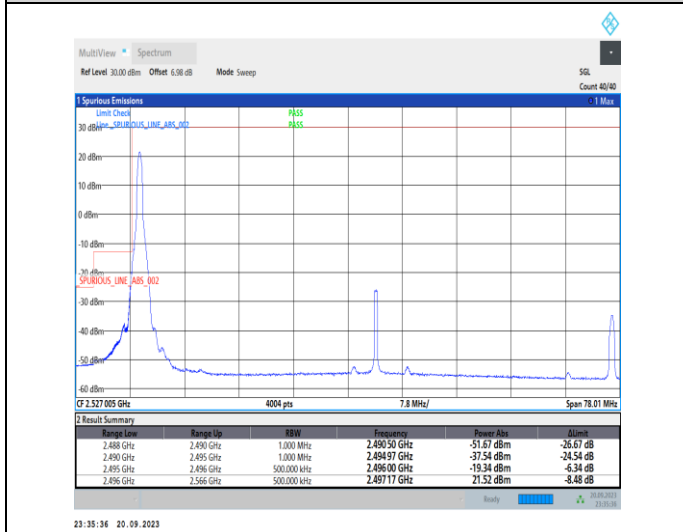 MultiView Spectrum
Ref Level 30.00 dBm Offset 6.98 dB Mode Sweep SGL
Count 40/40
1 Spurious Emissions 1 Max
Limit Check PASS
30 dBm Line _SPURIOUS_LINE_ABS_002 PASS
20 dBm
10 dBm
0 dBm
-10 dBm
-20 dBm
_SPURIOUS_LINE_ABS_002
-30 dBm
-40 dBm
-50 dBm
-60 dBm
CF 2.527 005 GHz 4004 pts 7.8 MHz/ Span 78.01 MHz
2 Result Summary
Range Low Range Up RBW Frequency Power Abs ΔLimit
2.488 GHz 2.490 GHz 1.000 MHz 2.490 50 GHz -51.67 dBm -26.67 dB
2.490 GHz 2.495 GHz 1.000 MHz 2.494 97 GHz -37.54 dBm -24.54 dB
2.495 GHz 2.496 GHz 500.000 kHz 2.496 00 GHz -19.34 dBm -6.34 dB
2.496 GHz 2.566 GHz 500.000 kHz 2.497 17 GHz 21.52 dBm -8.48 dB
Ready 20.09.2023
23:35:36
23:35:36 20.09.2023